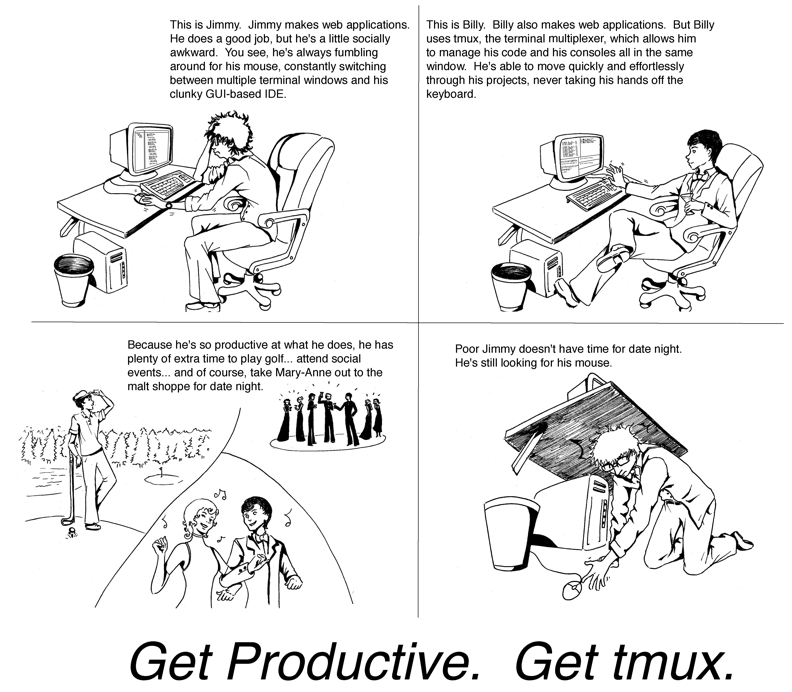 This is Jimmy.  Jimmy makes web applications.
He does a good job, but he's a little socially
awkward.  You see, he's always fumbling
around for his mouse, constantly switching
between multiple terminal windows and his
clunky GUI-based IDE.
This is Billy.  Billy also makes web applications.  But Billy
uses tmux, the terminal multiplexer, which allows him
to manage his code and his consoles all in the same
window.  He's able to move quickly and effortlessly
through his projects, never taking his hands off the
keyboard.
Because he's so productive at what he does, he has
plenty of extra time to play golf... attend social
events... and of course, take Mary-Anne out to the
malt shoppe for date night.
Poor Jimmy doesn't have time for date night.
He's still looking for his mouse.
Get Productive.  Get tmux.